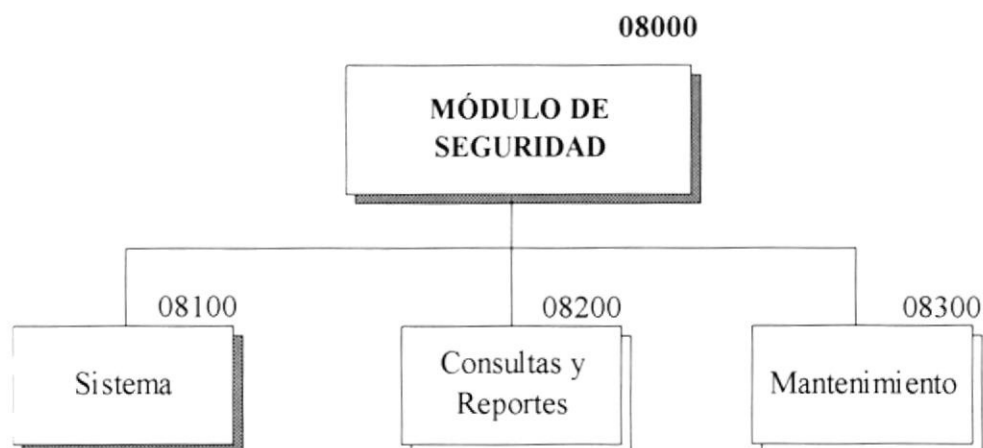 08000
MÓDULO DE
SEGURIDAD
08100
08200
08300
Sistema
Consultas y
Reportes
Mantenimiento